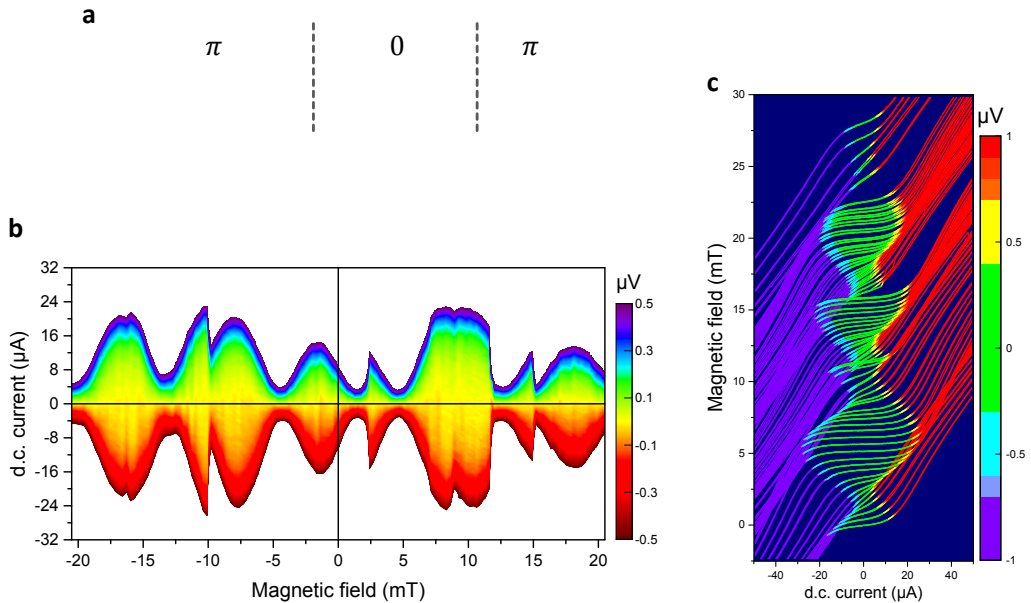 a
π 0 π
b
32
24
16
8
0
-8
-16
-24
-32
d.c. current (µA)
-20 -15 -10 -5 0 5 10 15 20
Magnetic field (mT)
µV
0.5
0.3
0.1
-0.1
-0.3
-0.5
c
30
25
20
15
10
5
0
Magnetic field (mT)
-40 -20 0 20 40
d.c. current (µA)
µV
1
0.5
0
-0.5
-1